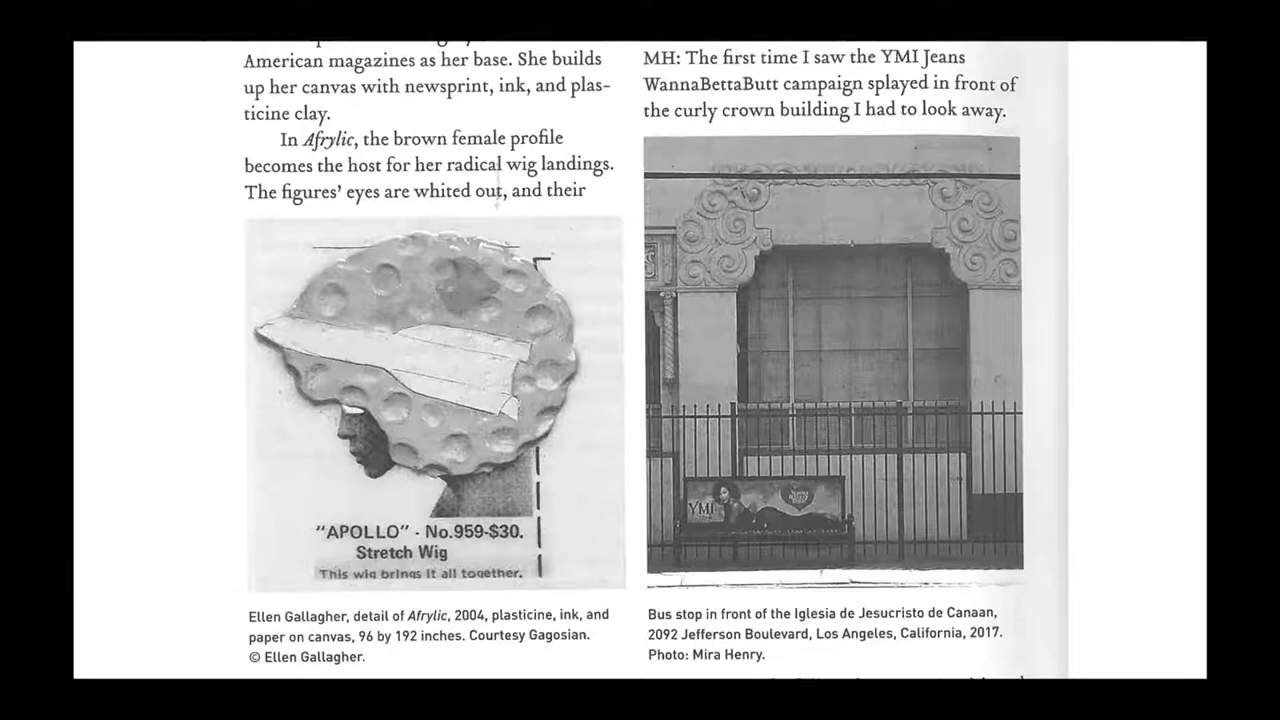 American magazines as her base. She builds
up her canvas with newsprint, ink, and plas-
ticine clay.
In Afrylic, the brown female profile
becomes the host for her radical wig landings.
The figures' eyes are whited out, and their
"APOLLO" - No.959-$30.
Stretch Wig
This wig brings it all together.
Ellen Gallagher, detail of Afrylic, 2004, plasticine, ink, and
paper on canvas, 96 by 192 inches. Courtesy Gagosian.
© Ellen Gallagher.
MH: The first time I saw the YMI Jeans
WannaBettaButt campaign splayed in front of
the curly crown building I had to look away.
YMI
Bus stop in front of the Iglesia de Jesucristo de Canaan,
2092 Jefferson Boulevard, Los Angeles, California, 2017.
Photo: Mira Henry.